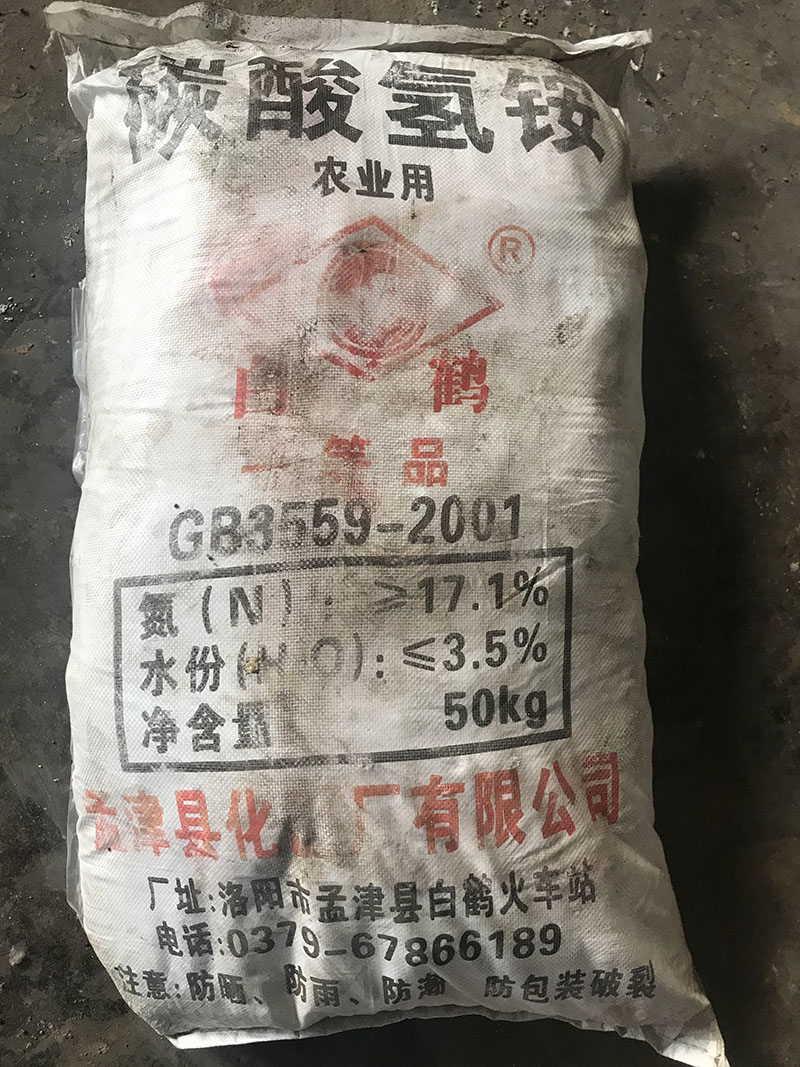 碳酸氢铵
农业用
®
白鹤
一等品
GB3559-2001
氮(N): ≥17.1%
水份(H₂O): ≤3.5%
净含量 50kg
孟津县化 厂有限公司
厂址:洛阳市孟津县白鹤火车站
电话:0379-67866189
注意:防晒、防雨、防潮 防包装破裂